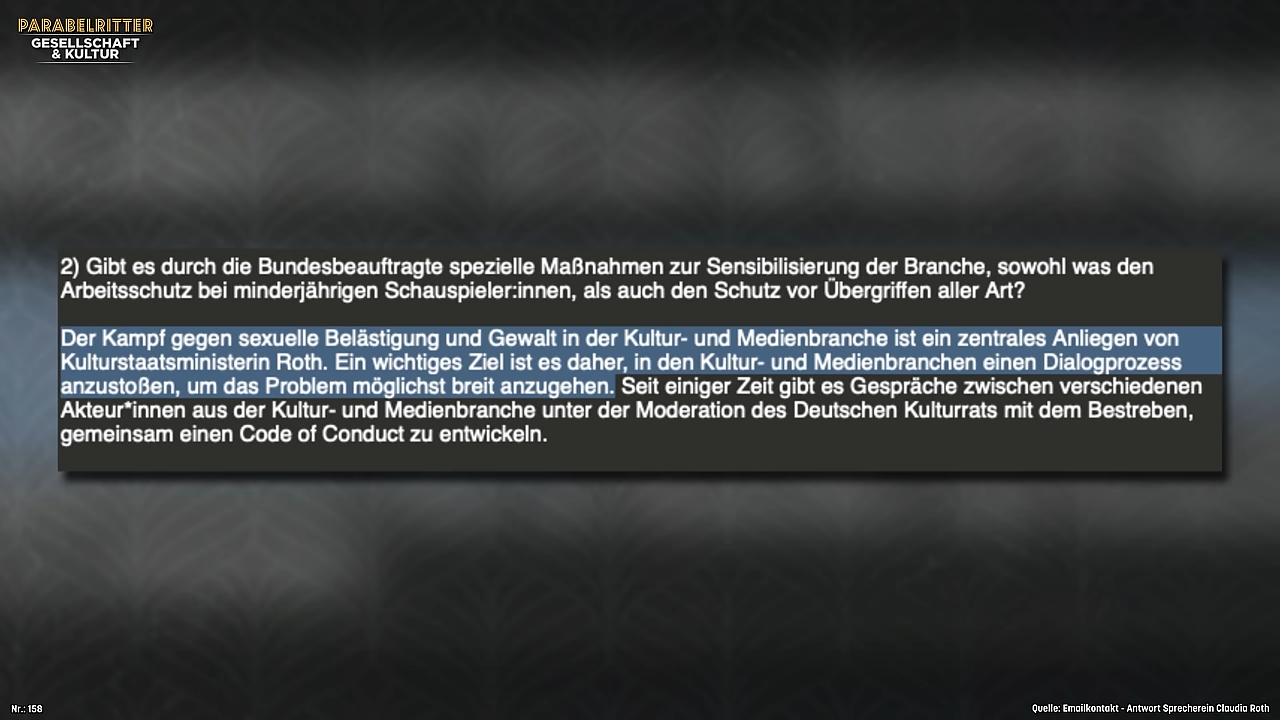 PARABELRITTER
GESELLSCHAFT
& KULTUR
2) Gibt es durch die Bundesbeauftragte spezielle Maßnahmen zur Sensibilisierung der Branche, sowohl was den
Arbeitsschutz bei minderjährigen Schauspieler:innen, als auch den Schutz vor Übergriffen aller Art?
Der Kampf gegen sexuelle Belästigung und Gewalt in der Kultur- und Medienbranche ist ein zentrales Anliegen von
Kulturstaatsministerin Roth. Ein wichtiges Ziel ist es daher, in den Kultur- und Medienbranchen einen Dialogprozess
anzustoßen, um das Problem möglichst breit anzugehen. Seit einiger Zeit gibt es Gespräche zwischen verschiedenen
Akteur*innen aus der Kultur- und Medienbranche unter der Moderation des Deutschen Kulturrats mit dem Bestreben,
gemeinsam einen Code of Conduct zu entwickeln.
Nr.: 158
Quelle: Emailkontakt - Antwort Sprecherein Claudia Roth